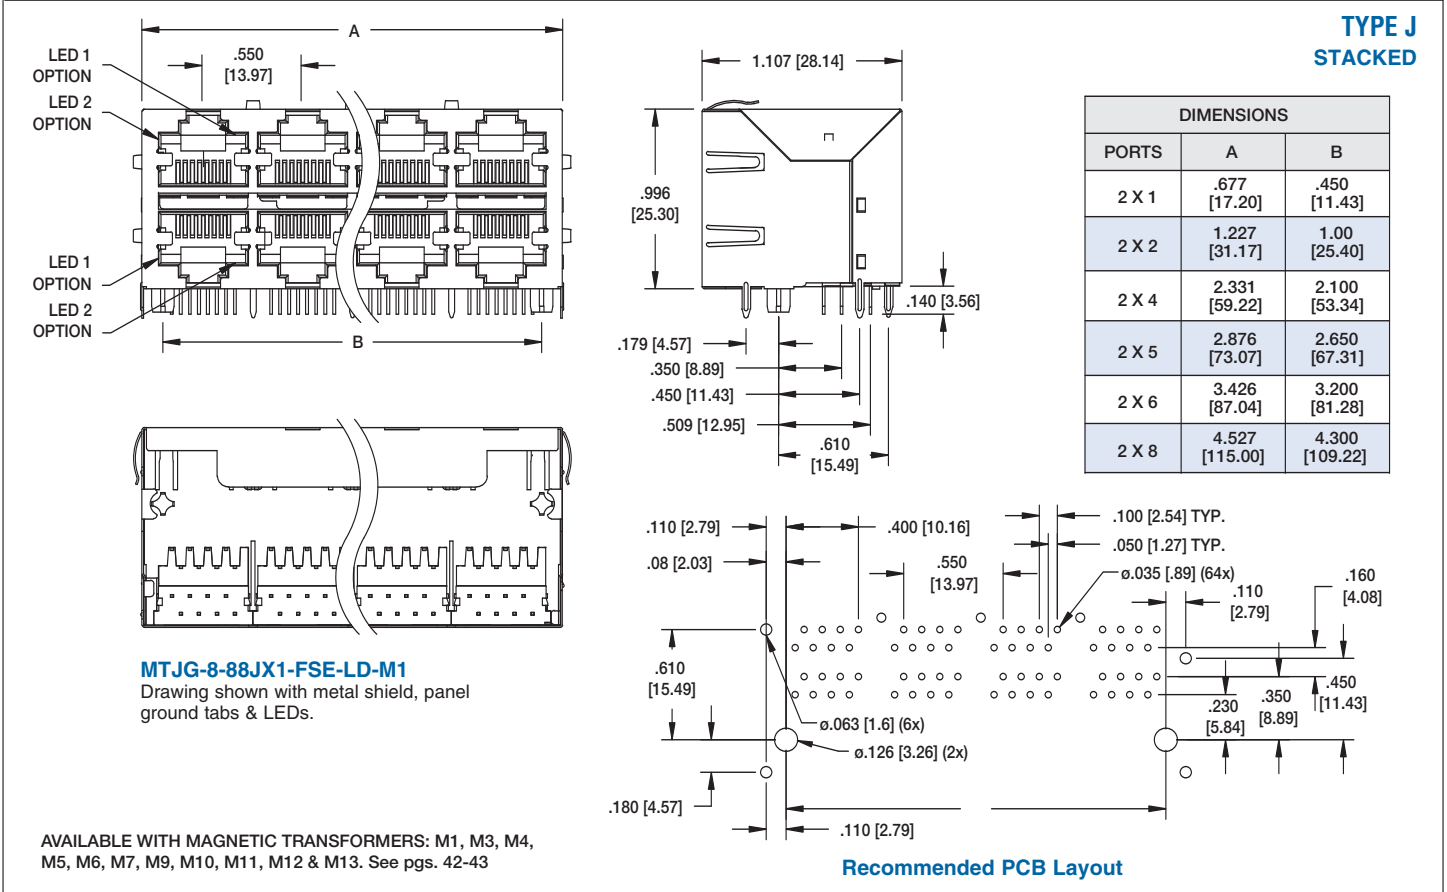 TYPE J
STACKED
A
LED 1
OPTION
.550
[13.97]
LED 2
OPTION
LED 1
OPTION
LED 2
OPTION
B
1.107 [28.14]
.996
[25.30]
.140 [3.56]
.179 [4.57]
.350 [8.89]
.450 [11.43]
.509 [12.95]
.610
[15.49]
DIMENSIONS
PORTS A B
2 X 1 .677 [17.20] .450 [11.43]
2 X 2 1.227 [31.17] 1.00 [25.40]
2 X 4 2.331 [59.22] 2.100 [53.34]
2 X 5 2.876 [73.07] 2.650 [67.31]
2 X 6 3.426 [87.04] 3.200 [81.28]
2 X 8 4.527 [115.00] 4.300 [109.22]
MTJG-8-88JX1-FSE-LD-M1
Drawing shown with metal shield, panel
ground tabs & LEDs.
.110 [2.79]
.400 [10.16]
.100 [2.54] TYP.
.050 [1.27] TYP.
.08 [2.03]
.550
[13.97]
ø.035 [.89] (64x)
.110
[2.79]
.160
[4.08]
.610
[15.49]
ø.063 [1.6] (6x)
ø.126 [3.26] (2x)
.230
[5.84]
.350
[8.89]
.450
[11.43]
.180 [4.57]
.110 [2.79]
Recommended PCB Layout
AVAILABLE WITH MAGNETIC TRANSFORMERS: M1, M3, M4,
M5, M6, M7, M9, M10, M11, M12 & M13. See pgs. 42-43